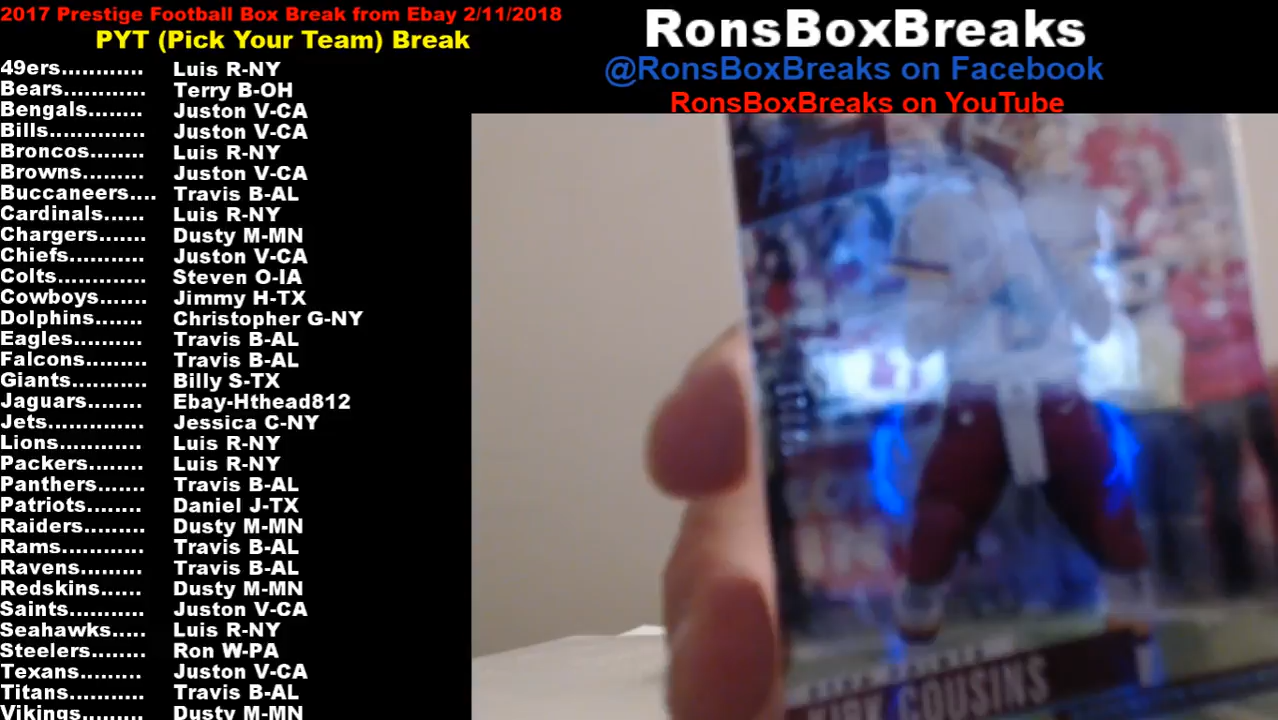 2017 Prestige Football Box Break from Ebay 2/11/2018
PYT (Pick Your Team) Break
49ers............ Luis R-NY
Bears............ Terry B-OH
Bengals........ Juston V-CA
Bills.............. Juston V-CA
Broncos........ Luis R-NY
Browns......... Juston V-CA
Buccaneers.... Travis B-AL
Cardinals...... Luis R-NY
Chargers....... Dusty M-MN
Chiefs........... Juston V-CA
Colts............. Steven O-IA
Cowboys....... Jimmy H-TX
Dolphins....... Christopher G-NY
Eagles.......... Travis B-AL
Falcons......... Travis B-AL
Giants........... Billy S-TX
Jaguars........ Ebay-Hthead812
Jets.............. Jessica C-NY
Lions............ Luis R-NY
Packers........ Luis R-NY
Panthers....... Travis B-AL
Patriots........ Daniel J-TX
Raiders......... Dusty M-MN
Rams............ Travis B-AL
Ravens......... Travis B-AL
Redskins...... Dusty M-MN
Saints........... Juston V-CA
Seahawks..... Luis R-NY
Steelers........ Ron W-PA
Texans......... Juston V-CA
Titans........... Travis B-AL
Vikings......... Dusty M-MN
RonsBoxBreaks
@RonsBoxBreaks on Facebook
RonsBoxBreaks on YouTube
KIRK COUSINS